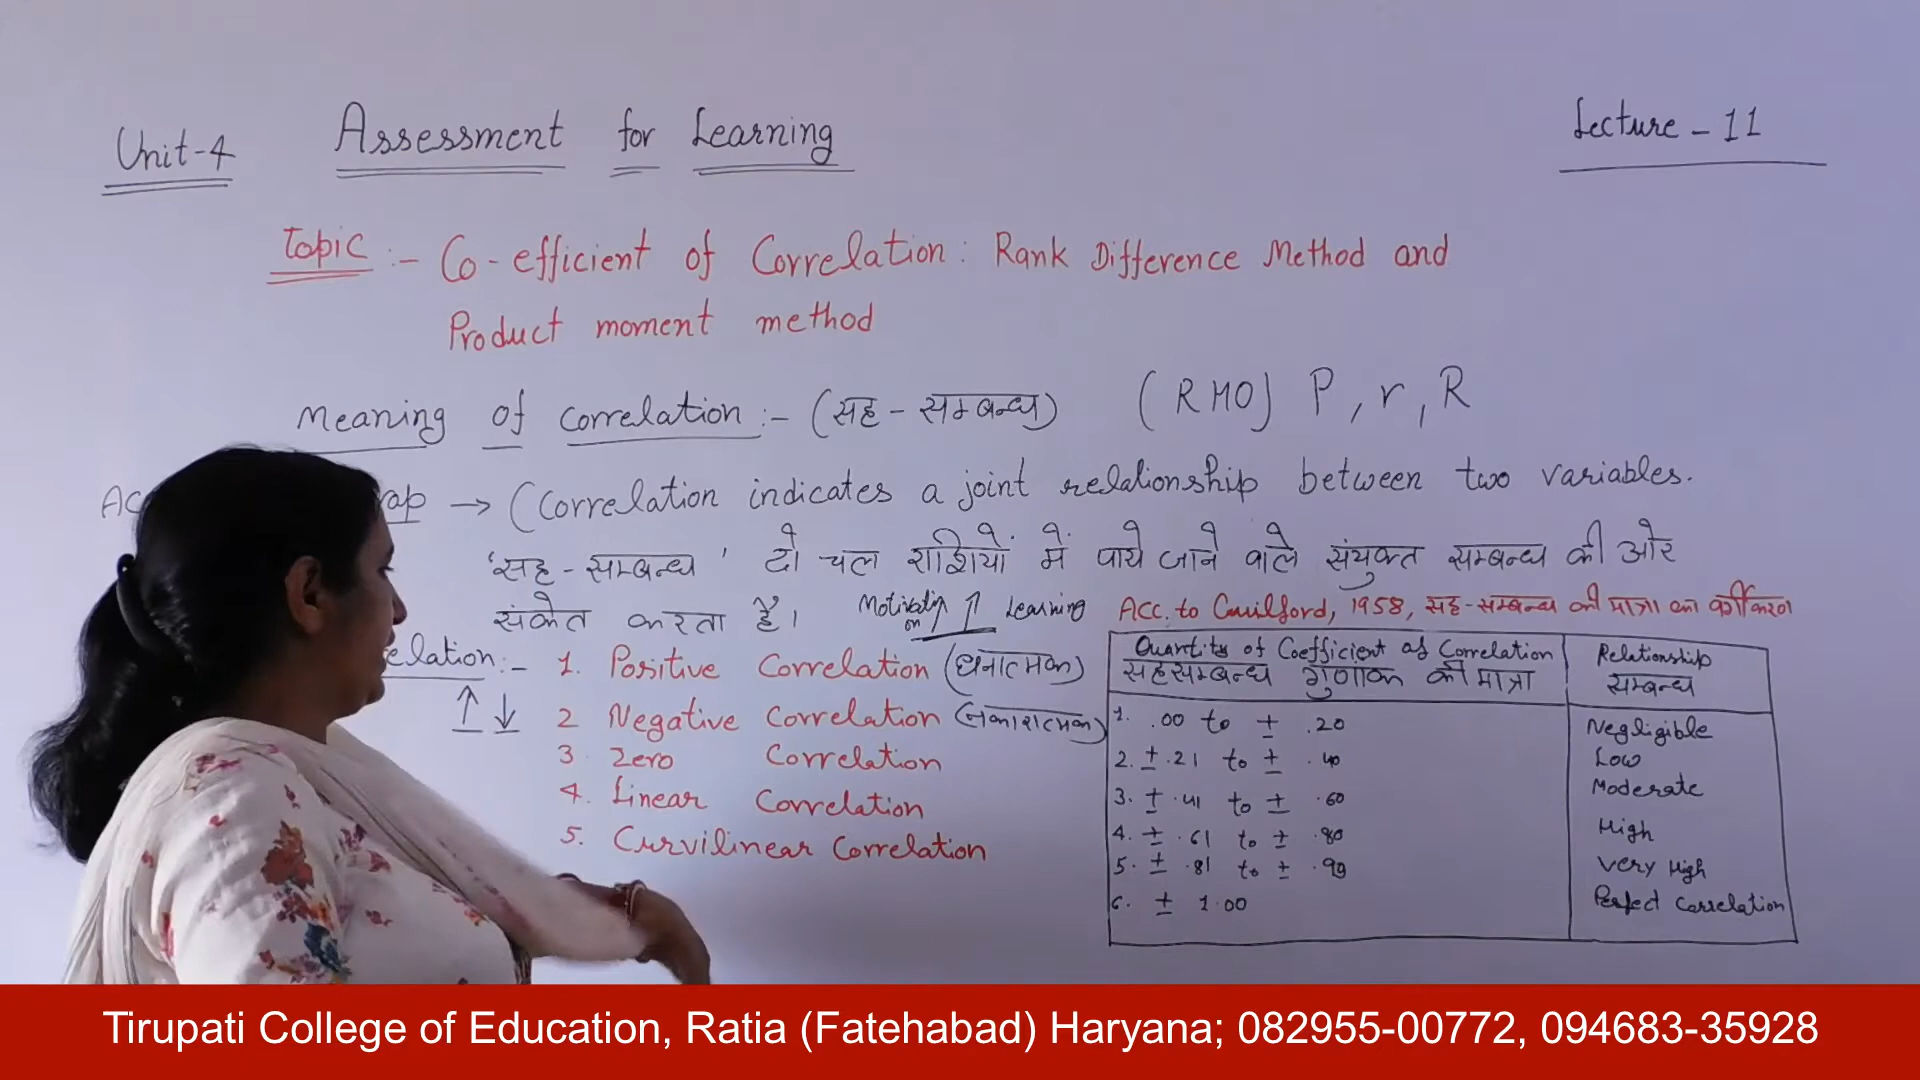 Unit-4 Assessment for Learning Lecture - 11
Topic :- Co-efficient of Correlation : Rank Difference Method and
Product moment method
Meaning of correlation :- (सह - सम्बन्ध) (RHO) P , r , R
→ (Correlation indicates a joint relationship between two variables.
'सह - सम्बन्ध ' दो चल राशियों में पाये जाने वाले संयुक्त सम्बन्ध की ओर
संकेत करता है। Motivation ↑ Learning
elation :- 1. Positive Correlation (धनात्मक)
↑ ↓ 2 Negative Correlation (नकारात्मक)
3. Zero Correlation
4. Linear Correlation
5. Curvilinear Correlation
Acc. to Guilford, 1958, सह-सम्बन्ध की मात्रा का
Quantity of Coefficient of Correlation Relationship
सहसम्बन्ध गुणांक की मात्रा सम्बन्ध
1. .00 to ± .20 Negligible
2. ± .21 to ± .40 Low
3. ± .41 to ± .60 Moderate
4. ± .61 to ± .80 High
5. ± .81 to ± .99 Very High
6. ± 1.00 Perfect Correlation
Tirupati College of Education, Ratia (Fatehabad) Haryana; 082955-00772, 094683-35928